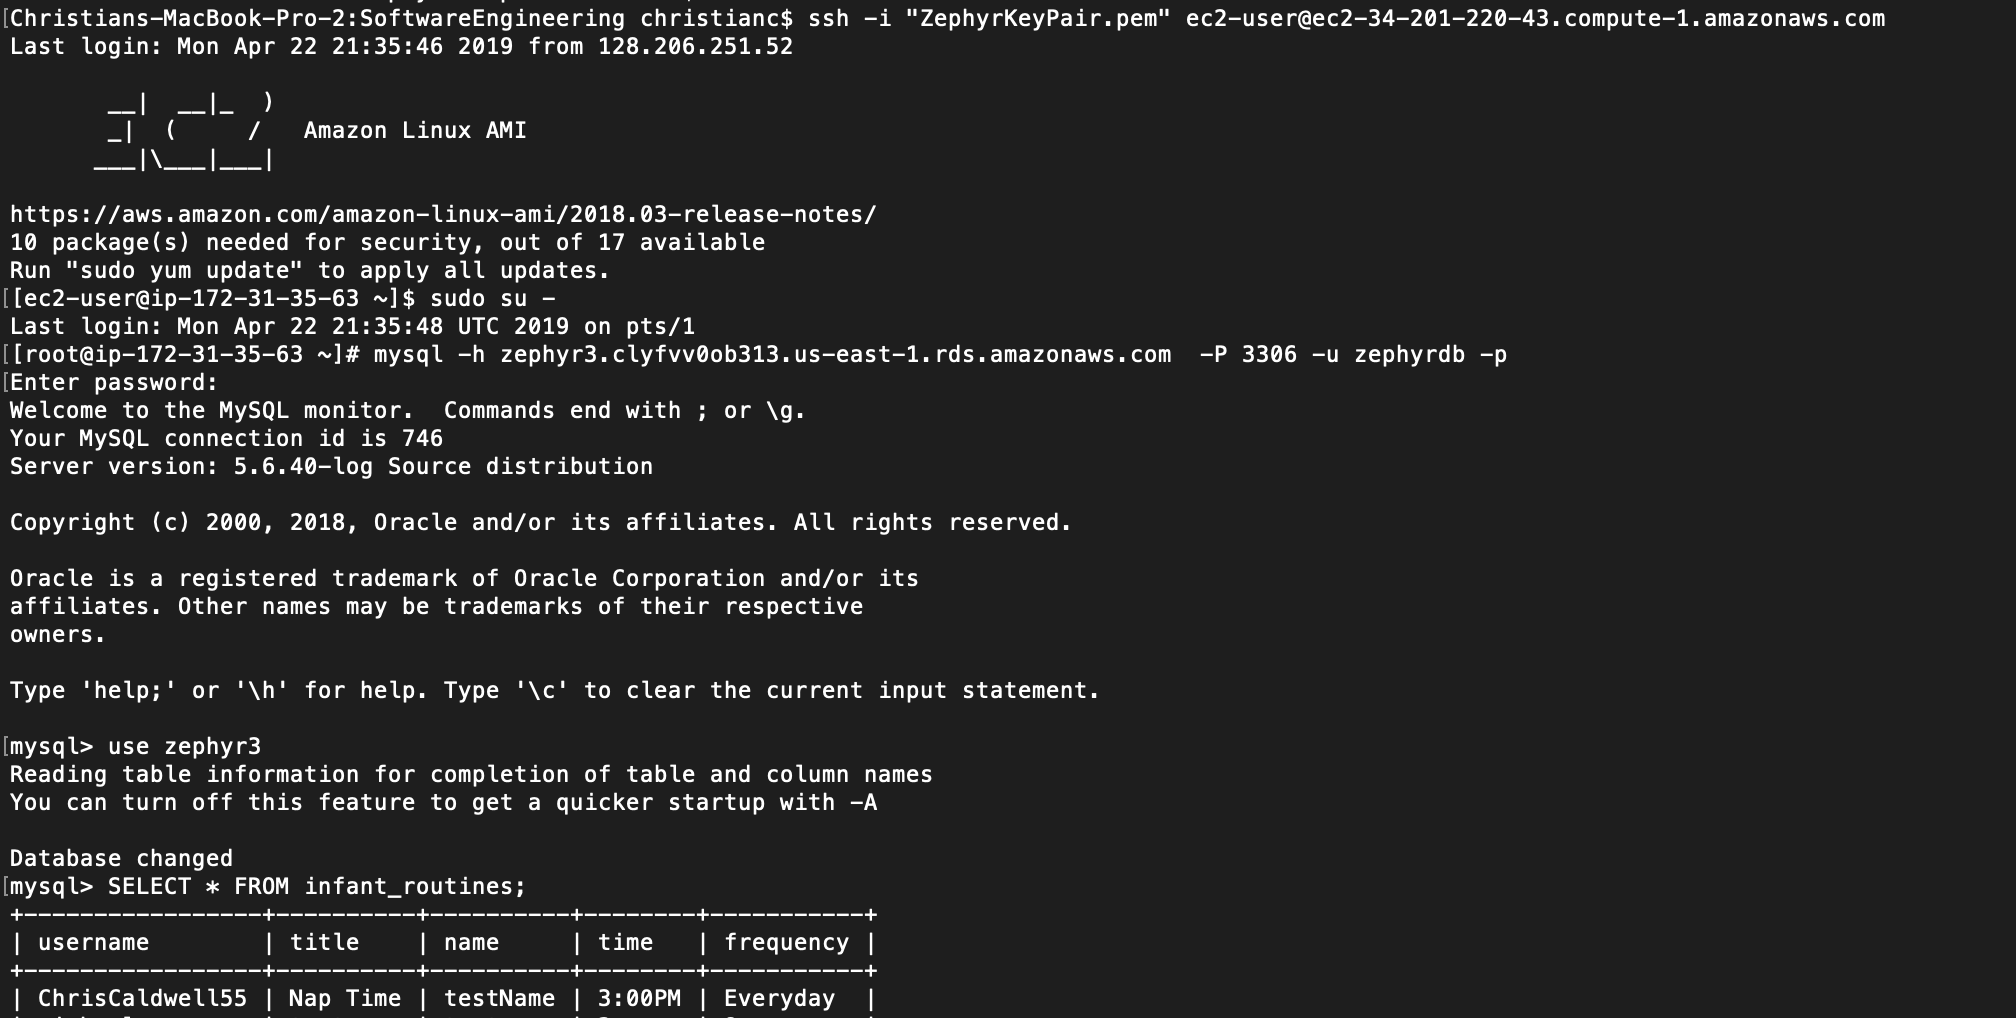 [Christians-MacBook-Pro-2:SoftwareEngineering christianc$ ssh -i "ZephyrKeyPair.pem" ec2-user@ec2-34-201-220-43.compute-1.amazonaws.com
Last login: Mon Apr 22 21:35:46 2019 from 128.206.251.52
       __|  __|_  )
       _|  (     /   Amazon Linux AMI
      ___|\___|___|
https://aws.amazon.com/amazon-linux-ami/2018.03-release-notes/
10 package(s) needed for security, out of 17 available
Run "sudo yum update" to apply all updates.
[[ec2-user@ip-172-31-35-63 ~]$ sudo su -
Last login: Mon Apr 22 21:35:48 UTC 2019 on pts/1
[[root@ip-172-31-35-63 ~]# mysql -h zephyr3.clyfvv0ob313.us-east-1.rds.amazonaws.com  -P 3306 -u zephyrdb -p
[Enter password:
Welcome to the MySQL monitor.  Commands end with ; or \g.
Your MySQL connection id is 746
Server version: 5.6.40-log Source distribution
Copyright (c) 2000, 2018, Oracle and/or its affiliates. All rights reserved.
Oracle is a registered trademark of Oracle Corporation and/or its
affiliates. Other names may be trademarks of their respective
owners.
Type 'help;' or '\h' for help. Type '\c' to clear the current input statement.
[mysql> use zephyr3
Reading table information for completion of table and column names
You can turn off this feature to get a quicker startup with -A
Database changed
[mysql> SELECT * FROM infant_routines;
+-----------------+----------+----------+--------+-----------+
| username        | title    | name     | time   | frequency |
+-----------------+----------+----------+--------+-----------+
| ChrisCaldwell55 | Nap Time | testName | 3:00PM | Everyday  |